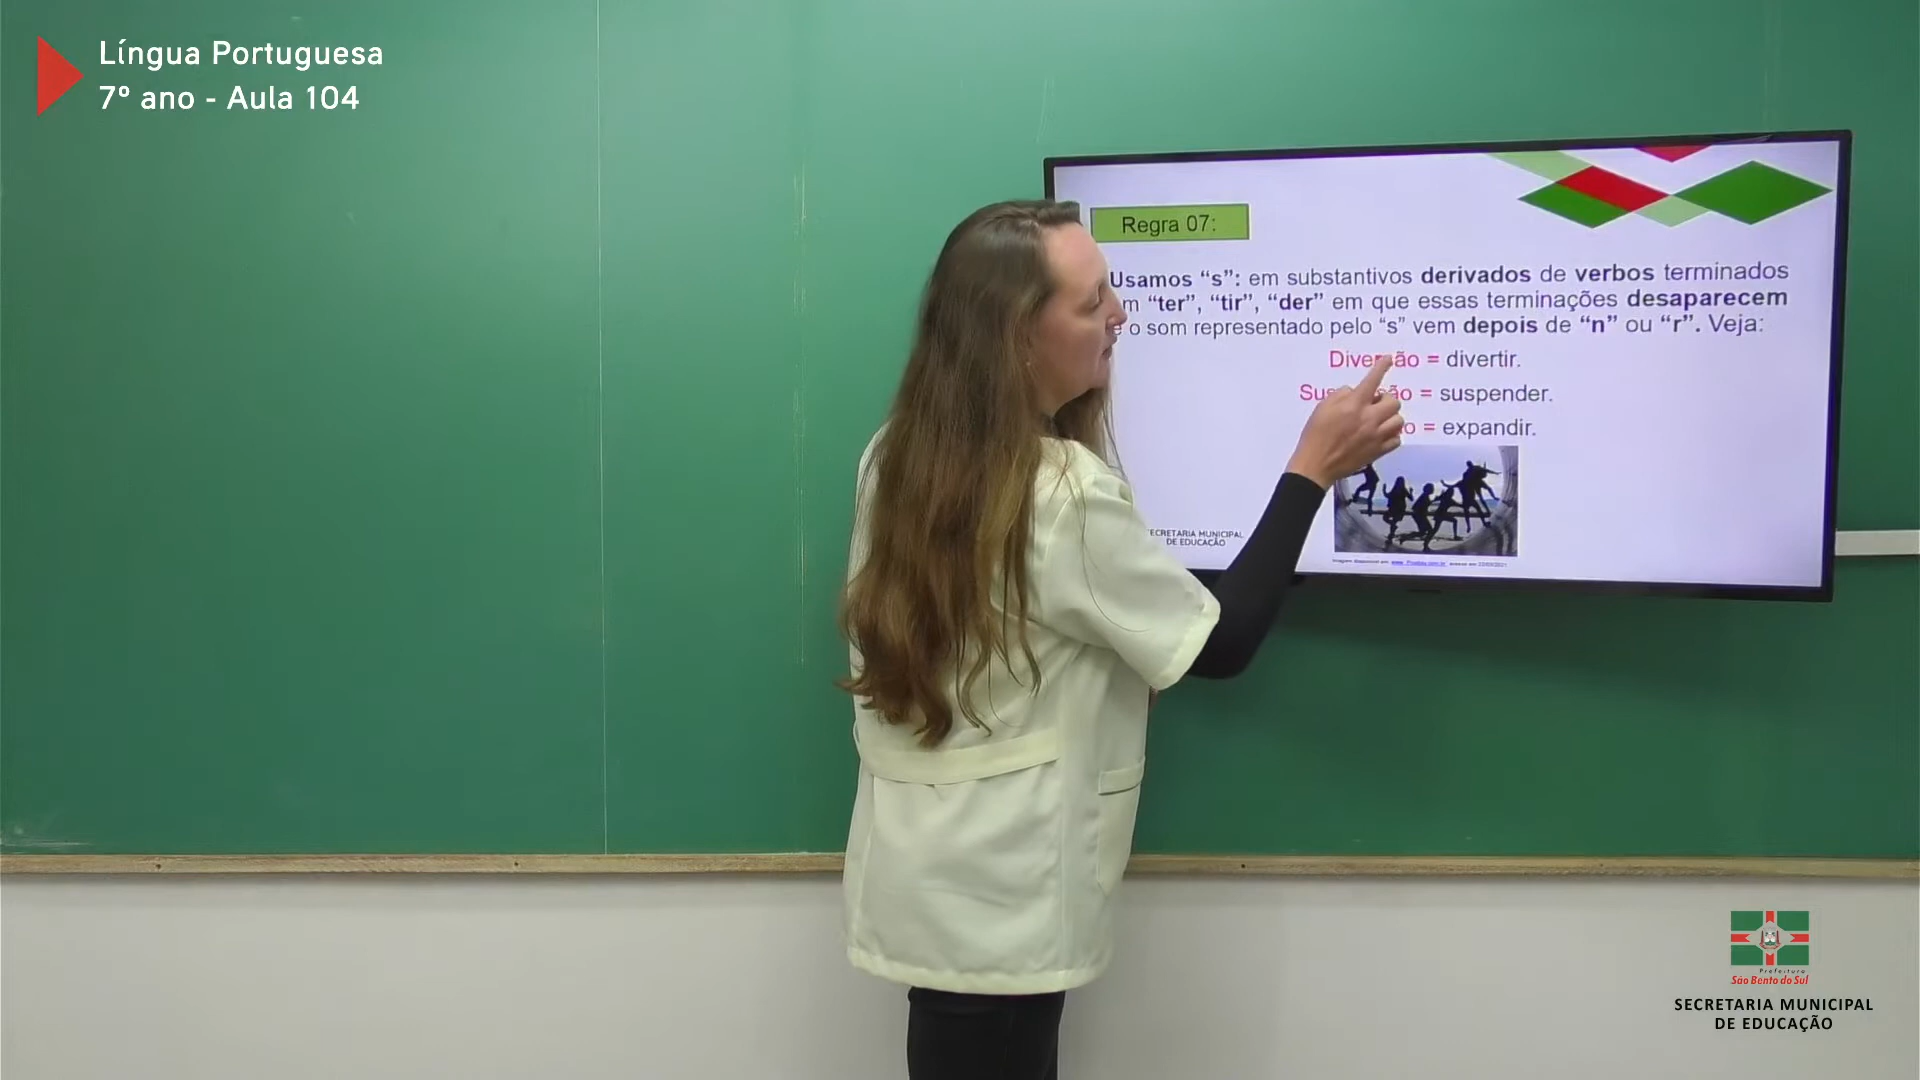 Língua Portuguesa
7º ano - Aula 104
Regra 07:
Usamos “s”: em substantivos derivados de verbos terminados
“ter”, “tir”, “der” em que essas terminações desaparecem
e o som representado pelo “s” vem depois de “n” ou “r”. Veja:
= divertir.
= suspender.
= expandir.
SECRETARIA MUNICIPAL
DE EDUCAÇÃO
Prefeitura
São Bento do Sul
SECRETARIA MUNICIPAL
DE EDUCAÇÃO